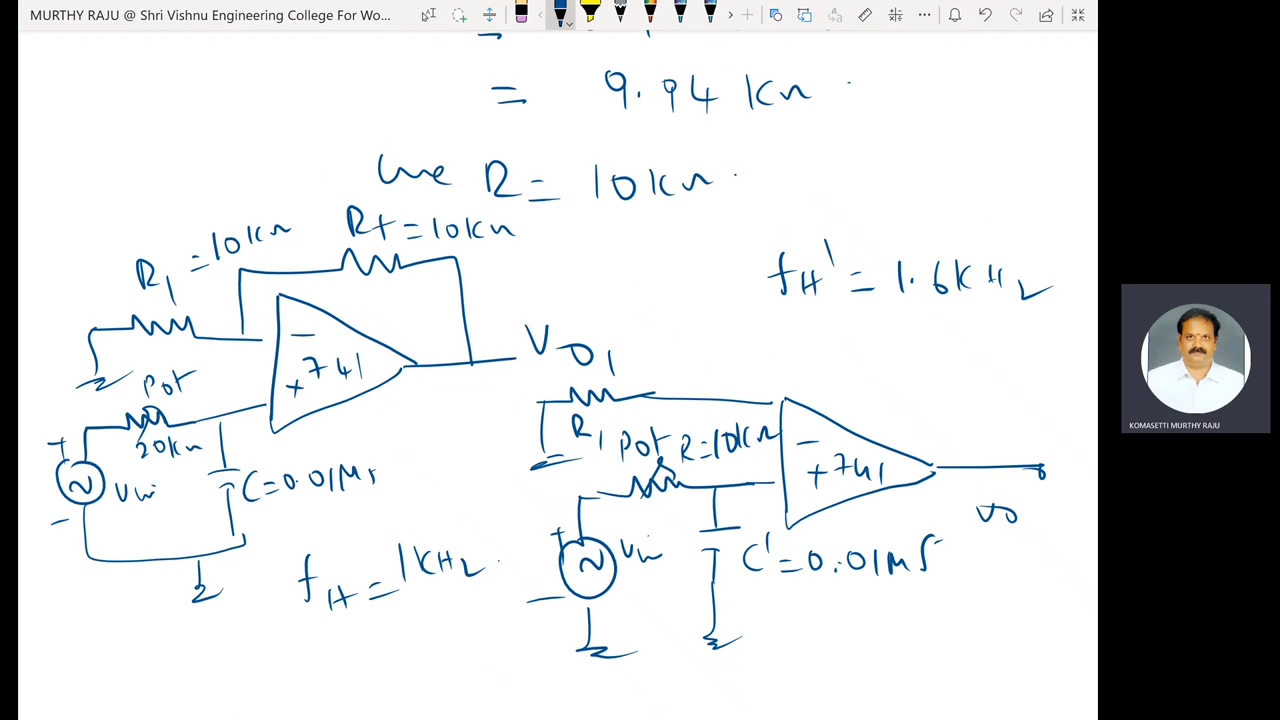 MURTHY RAJU @ Shri Vishnu Engineering College For Wo...
= 9.94 KΩ
R = 10KΩ
R1 = 10KΩ
Rf = 10KΩ
fH' = 1.6KHz
- 
+ 741
VO1
Pot
20KΩ
+
Vin
-
C = 0.01μf
fH = 1KHz
R1
Pot R = 10KΩ
-
+ 741
Vo
+
Vin
-
C' = 0.01μf
KOMASETTI MURTHY RAJU